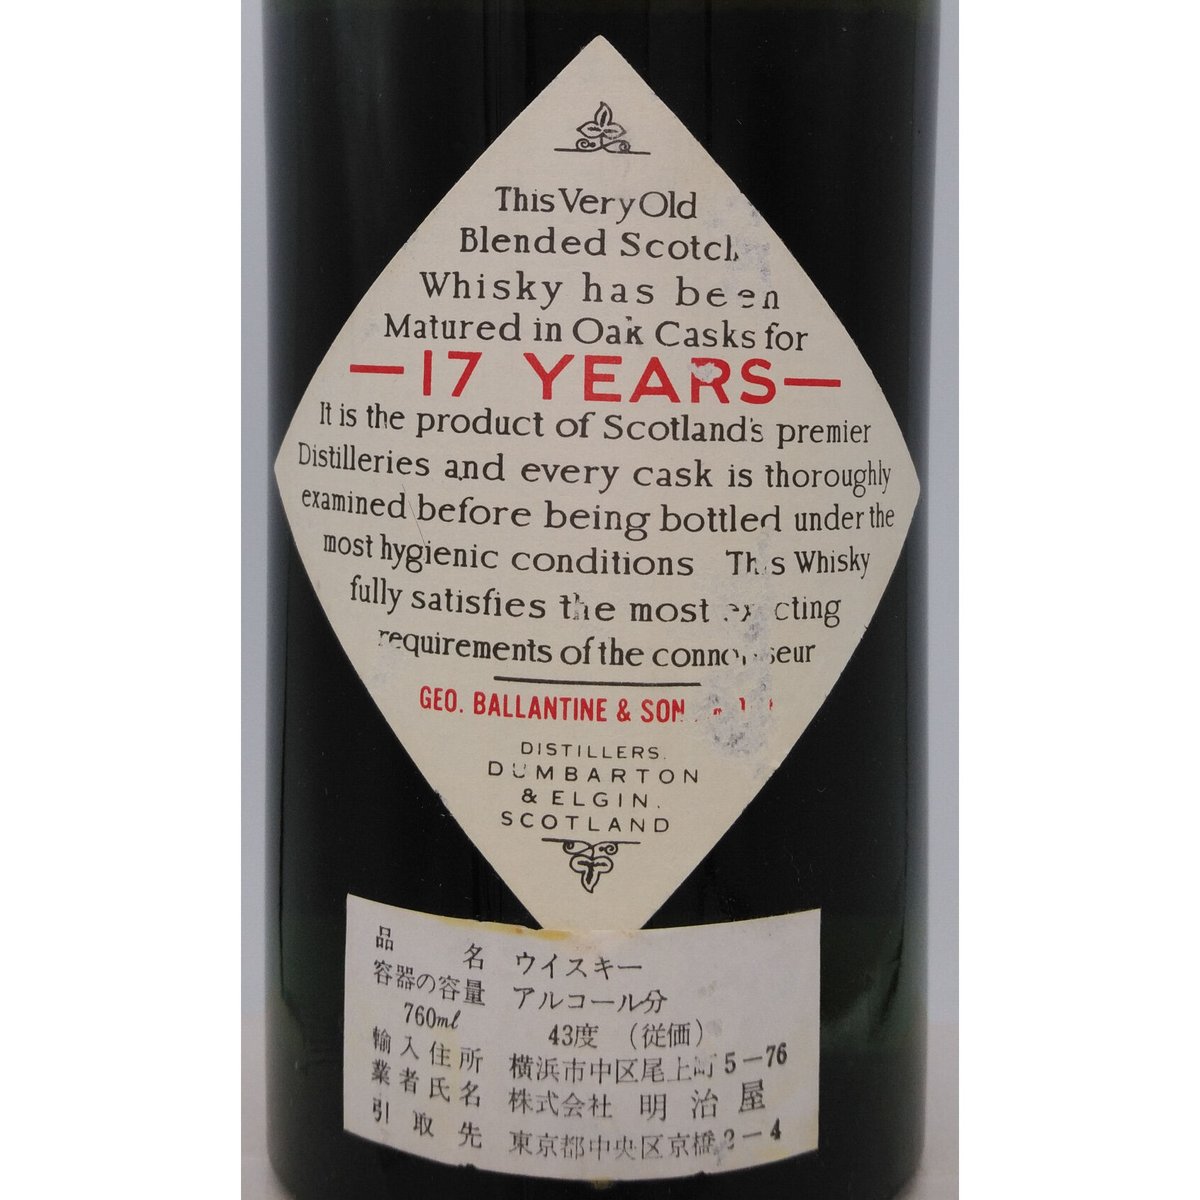 This Very Old
Blended Scotch
Whisky has been
Matured in Oak Casks for
—17 YEARS—
It is the product of Scotland's premier
Distilleries and every cask is thoroughly
examined before being bottled under the
most hygienic conditions This Whisky
fully satisfies the most exacting
requirements of the connoisseur
GEO. BALLANTINE & SON
DISTILLERS.
DUMBARTON
& ELGIN.
SCOTLAND
品名 ウイスキー
容器の容量 アルコール分
760ml 43度 (従価)
輸入住所 横浜市中区尾上町5-76
業者氏名 株式会社 明治屋
引取先 東京都中央区京橋2-4